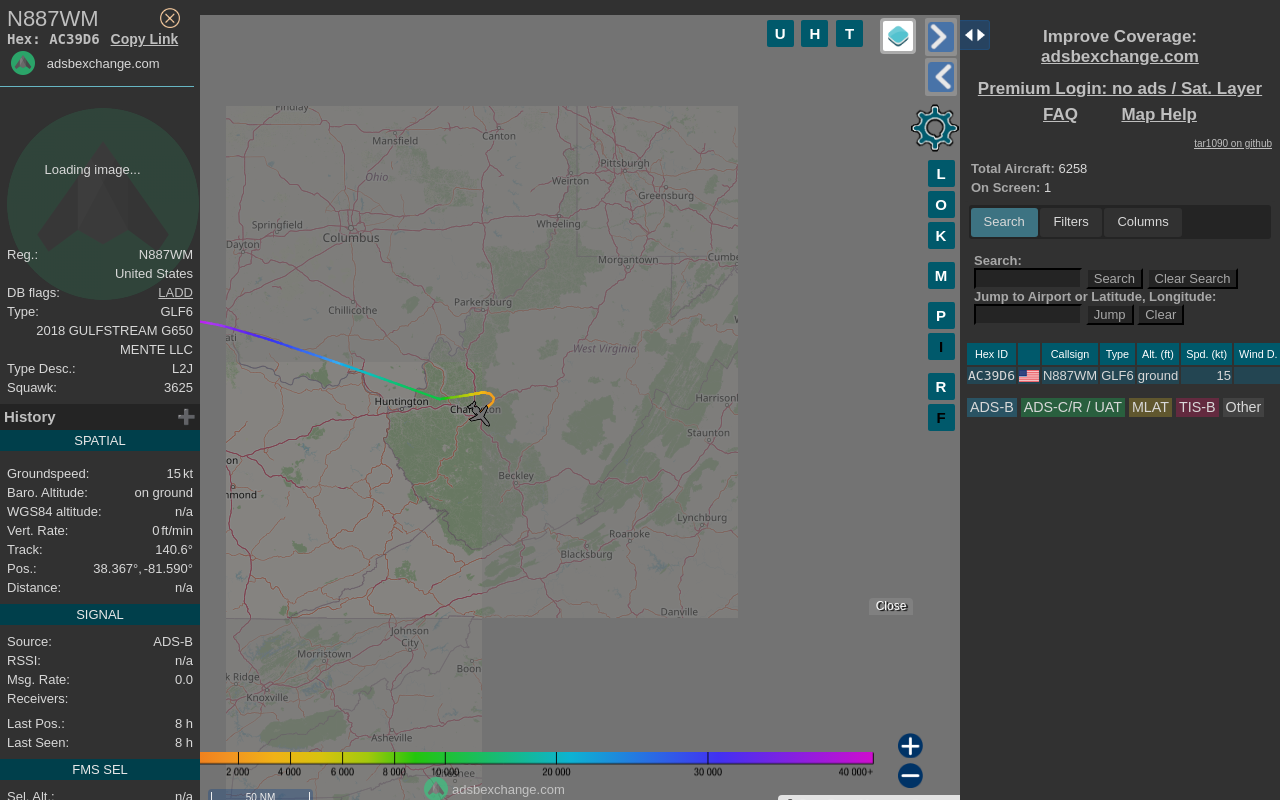 N887WM
Hex: AC39D6 Copy Link
adsbexchange.com
Loading image...
Reg.: N887WM
United States
DB flags: LADD
Type: GLF6
2018 GULFSTREAM G650
MENTE LLC
Type Desc.: L2J
Squawk: 3625
History
SPATIAL
Groundspeed: 15 kt
Baro. Altitude: on ground
WGS84 altitude: n/a
Vert. Rate: 0 ft/min
Track: 140.6°
Pos.: 38.367°, -81.590°
Distance: n/a
SIGNAL
Source: ADS-B
RSSI: n/a
Msg. Rate: 0.0
Receivers:
Last Pos.: 8 h
Last Seen: 8 h
FMS SEL
Sel. Alt.: n/a
U H T
L
O
K
M
P
I
R
F
Findlay
Mansfield
Canton
Pittsburgh
Ohio
Weirton
Greensburg
Springfield
Wheeling
Columbus
Dayton
Morgantown
Parkersburg
Chillicothe
West Virginia
Huntington
Staunton
Beckley
Lynchburg
Roanoke
Blacksburg
Danville
Johnson
City
Morristown
Boon
k Ridge
Knoxville
Asheville
Close
2 000 4 000 6 000 8 000 10 000 20 000 30 000 40 000+
adsbexchange.com
50 NM
Improve Coverage:
adsbexchange.com
Premium Login: no ads / Sat. Layer
FAQ Map Help
tar1090 on github
Total Aircraft: 6258
On Screen: 1
Search Filters Columns
Search:
Search Clear Search
Jump to Airport or Latitude, Longitude:
Jump Clear
Hex ID Callsign Type Alt. (ft) Spd. (kt) Wind D.
AC39D6 N887WM GLF6 ground 15
ADS-B ADS-C/R / UAT MLAT TIS-B Other